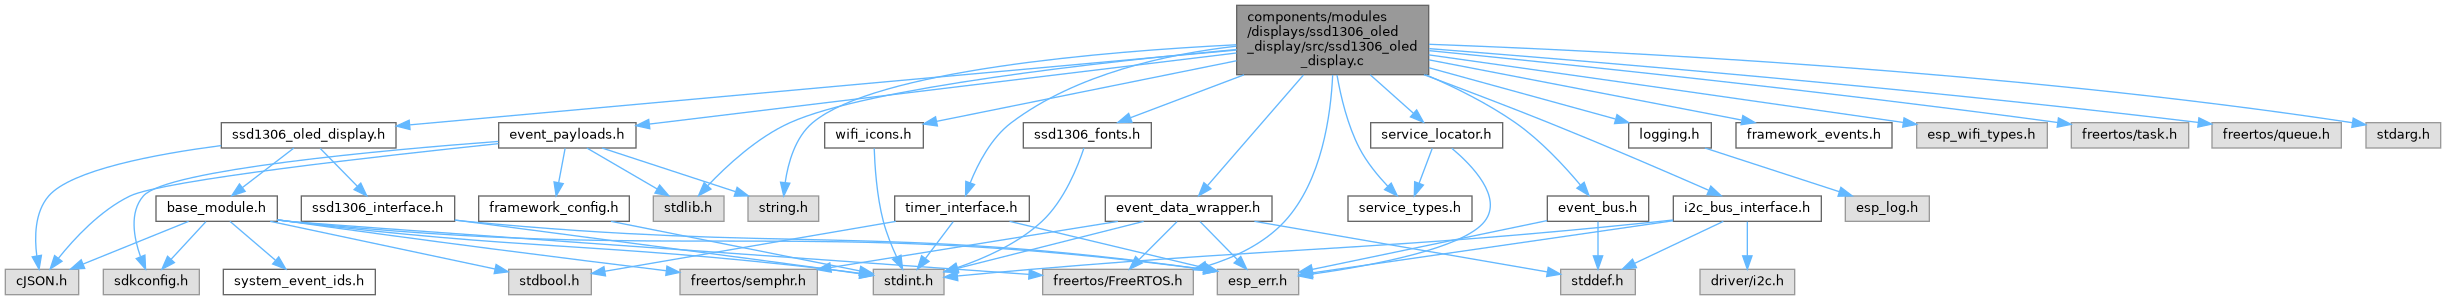 components/modules
/displays/ssd1306_oled
_display/src/ssd1306_oled
_display.c
ssd1306_oled_display.h
event_payloads.h
wifi_icons.h
ssd1306_fonts.h
service_locator.h
logging.h
framework_events.h
esp_wifi_types.h
freertos/task.h
freertos/queue.h
stdarg.h
base_module.h
ssd1306_interface.h
framework_config.h
stdlib.h
string.h
timer_interface.h
event_data_wrapper.h
service_types.h
event_bus.h
i2c_bus_interface.h
esp_log.h
cJSON.h
sdkconfig.h
system_event_ids.h
stdbool.h
freertos/semphr.h
stdint.h
freertos/FreeRTOS.h
esp_err.h
stddef.h
driver/i2c.h